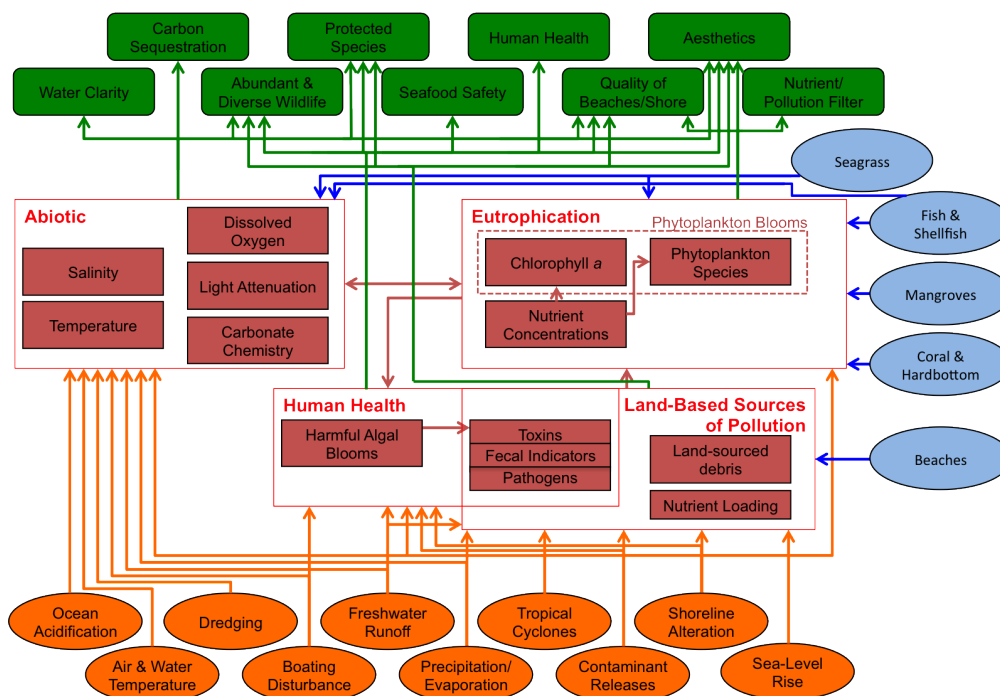 Carbon
Sequestration
Protected
Species
Human Health
Aesthetics
Water Clarity
Abundant &
Diverse Wildlife
Seafood Safety
Quality of
Beaches/Shore
Nutrient/
Pollution Filter
Seagrass
Fish &
Shellfish
Mangroves
Coral &
Hardbottom
Beaches
Abiotic
Dissolved
Oxygen
Salinity
Light Attenuation
Temperature
Carbonate
Chemistry
Eutrophication
Phytoplankton Blooms
Chlorophyll a
Phytoplankton
Species
Nutrient
Concentrations
Human Health
Harmful Algal
Blooms
Toxins
Fecal Indicators
Pathogens
Land-Based Sources
of Pollution
Land-sourced
debris
Nutrient Loading
Ocean
Acidification
Dredging
Freshwater
Runoff
Tropical
Cyclones
Shoreline
Alteration
Air & Water
Temperature
Boating
Disturbance
Precipitation/
Evaporation
Contaminant
Releases
Sea-Level
Rise